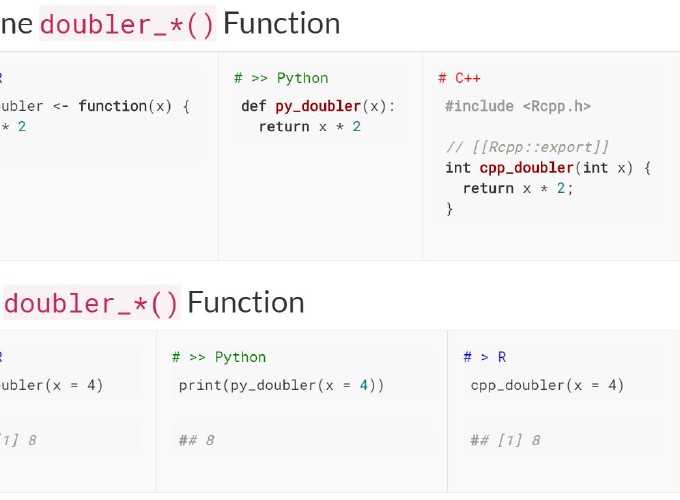 ne doubler_*() Function
R
ubler <- function(x) {
* 2
# >> Python
def py_doubler(x):
return x * 2
# C++
#include <Rcpp.h>
// [[Rcpp::export]]
int cpp_doubler(int x) {
return x * 2;
}
doubler_*() Function
R
ubler(x = 4)
[1] 8
# >> Python
print(py_doubler(x = 4))
## 8
# > R
cpp_doubler(x = 4)
## [1] 8